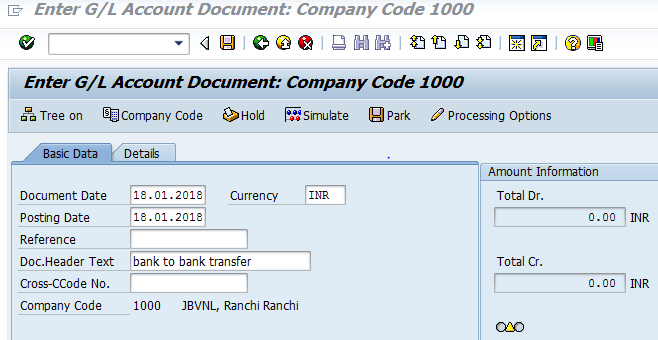 Enter G/L Account Document: Company Code 1000
Enter G/L Account Document: Company Code 1000
Tree on Company Code Hold Simulate Park Processing Options
Basic Data Details
Amount Information
Document Date 18.01.2018 Currency INR
Total Dr.
Posting Date 18.01.2018
0.00 INR
Reference
Doc.Header Text bank to bank transfer
Total Cr.
Cross-CCode No.
0.00 INR
Company Code 1000 JBVNL, Ranchi Ranchi